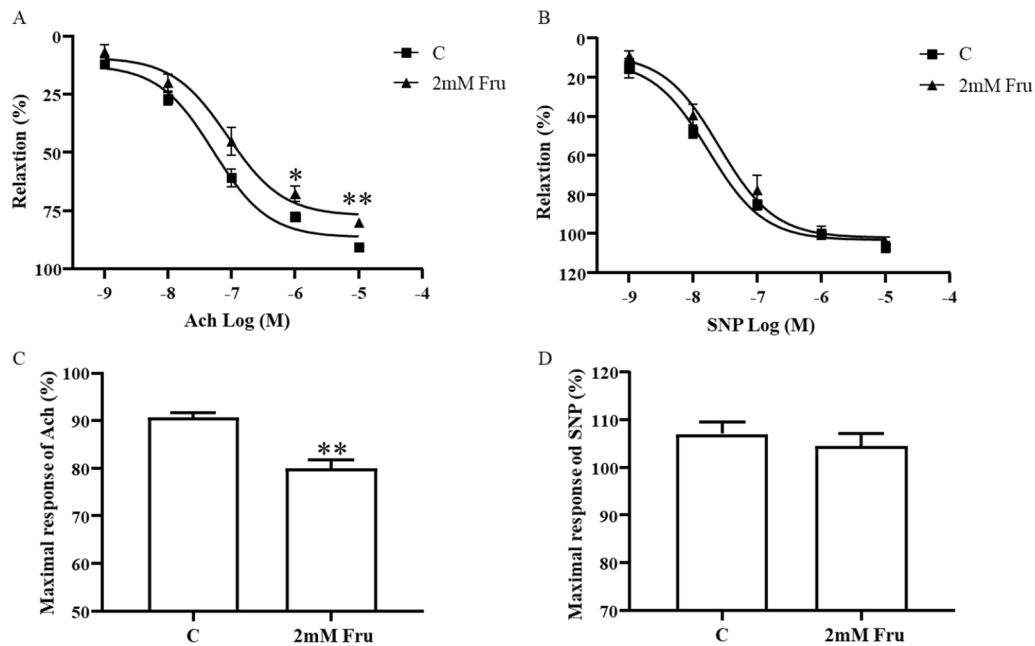 A
0
25
50
75
100
Relaxtion (%)
C
2mM Fru
*
**
-9 -8 -7 -6 -5 -4
Ach Log (M)
B
0
20
40
60
80
100
120
Relaxtion (%)
C
2mM Fru
-9 -8 -7 -6 -5 -4
SNP Log (M)
C
100
90
80
70
60
50
Maximal response of Ach (%)
**
C 2mM Fru
D
120
110
100
90
80
70
Maximal response od SNP (%)
C 2mM Fru